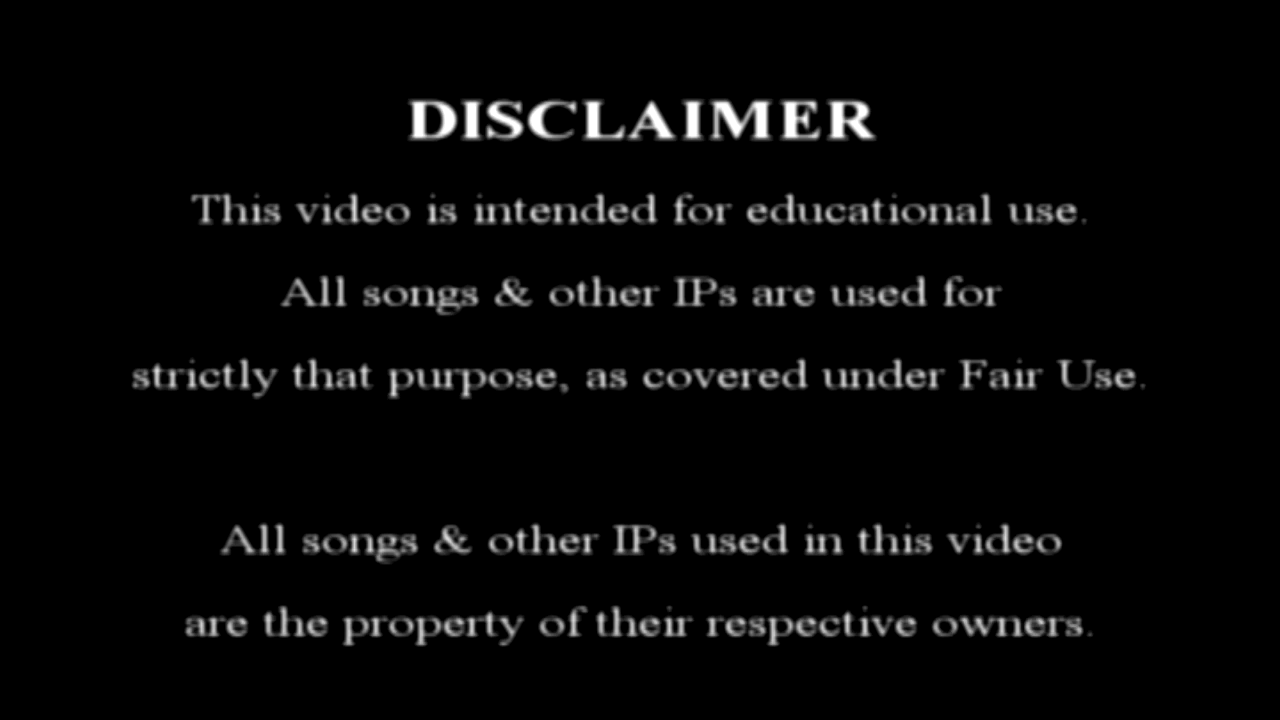 DISCLAIMER
This video is intended for educational use.
All songs & other IPs are used for
strictly that purpose, as covered under Fair Use.
All songs & other IPs used in this video
are the property of their respective owners.